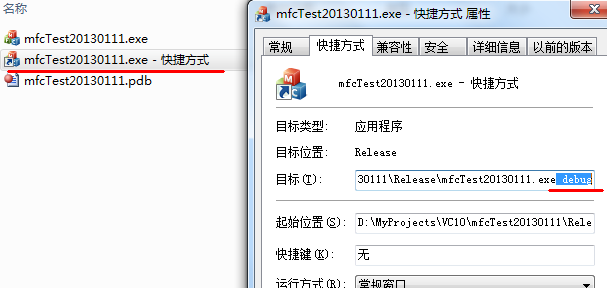 mfcTest20130111.exe
mfcTest20130111.exe - 快捷方式
mfcTest20130111.pdb
mfcTest20130111.exe - 快捷方式 属性
常规 快捷方式 兼容性 安全 详细信息 以前的版本
mfcTest20130111.exe - 快捷方式
目标类型: 应用程序
目标位置: Release
目标(T): 30111\Release\mfcTest20130111.exe debug
起始位置(S): D:\MyProjects\VC10\mfcTest20130111\Rele
快捷键(K): 无
运行方式(R): 常规窗口